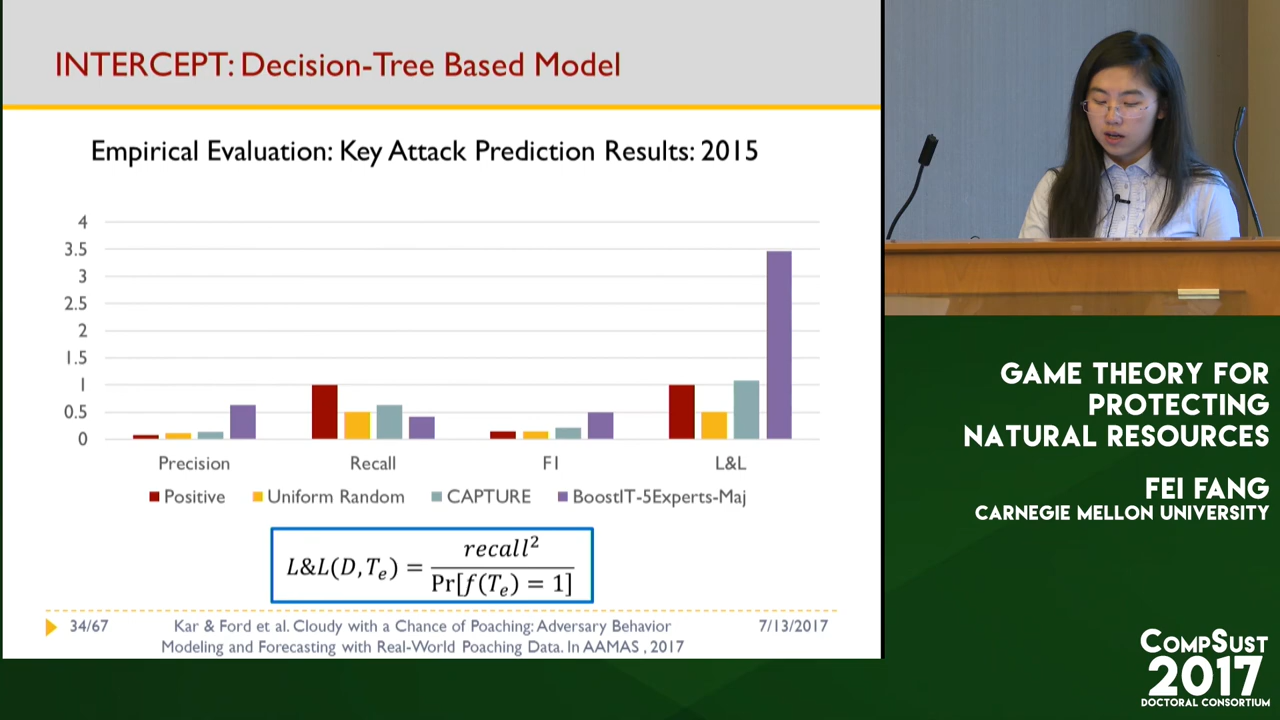 INTERCEPT: Decision-Tree Based Model
Empirical Evaluation: Key Attack Prediction Results: 2015
4
3.5
3
2.5
2
1.5
1
0.5
0
Precision
Recall
F1
L&L
Positive
Uniform Random
CAPTURE
BoostIT-5Experts-Maj
L&L(D,Te) = recall² / Pr[f(Te) = 1]
34/67
Kar & Ford et al. Cloudy with a Chance of Poaching: Adversary Behavior
Modeling and Forecasting with Real-World Poaching Data. In AAMAS , 2017
7/13/2017
GAME THEORY FOR
PROTECTING
NATURAL RESOURCES
FEI FANG
CARNEGIE MELLON UNIVERSITY
COMPSUST
2017
DOCTORAL CONSORTIUM